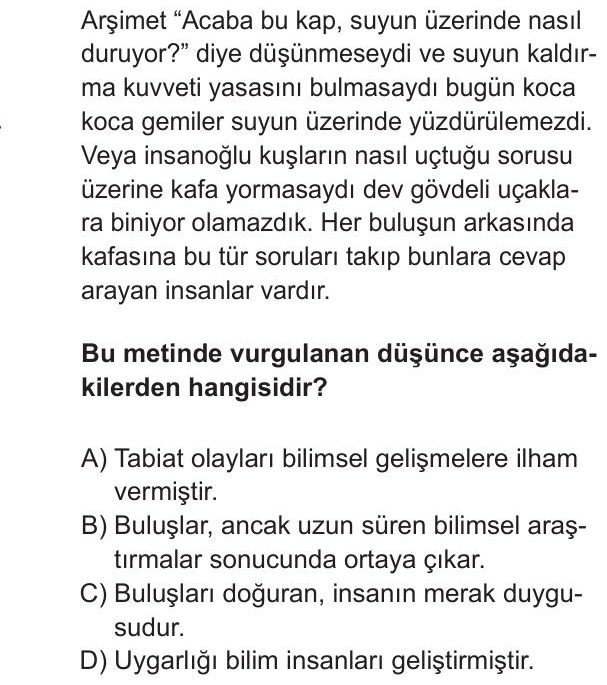 Arşimet “Acaba bu kap, suyun üzerinde nasıl
duruyor?” diye düşünmeseydi ve suyun kaldır-
ma kuvveti yasasını bulmasaydı bugün koca
koca gemiler suyun üzerinde yüzdürülemezdi.
Veya insanoğlu kuşların nasıl uçtuğu sorusu
üzerine kafa yormasaydı dev gövdeli uçakla-
ra biniyor olamazdık. Her buluşun arkasında
kafasına bu tür soruları takıp bunlara cevap
arayan insanlar vardır.
Bu metinde vurgulanan düşünce aşağıda-
kilerden hangisidir?
A) Tabiat olayları bilimsel gelişmelere ilham
vermiştir.
B) Buluşlar, ancak uzun süren bilimsel araş-
tırmalar sonucunda ortaya çıkar.
C) Buluşları doğuran, insanın merak duygu-
sudur.
D) Uygarlığı bilim insanları geliştirmiştir.